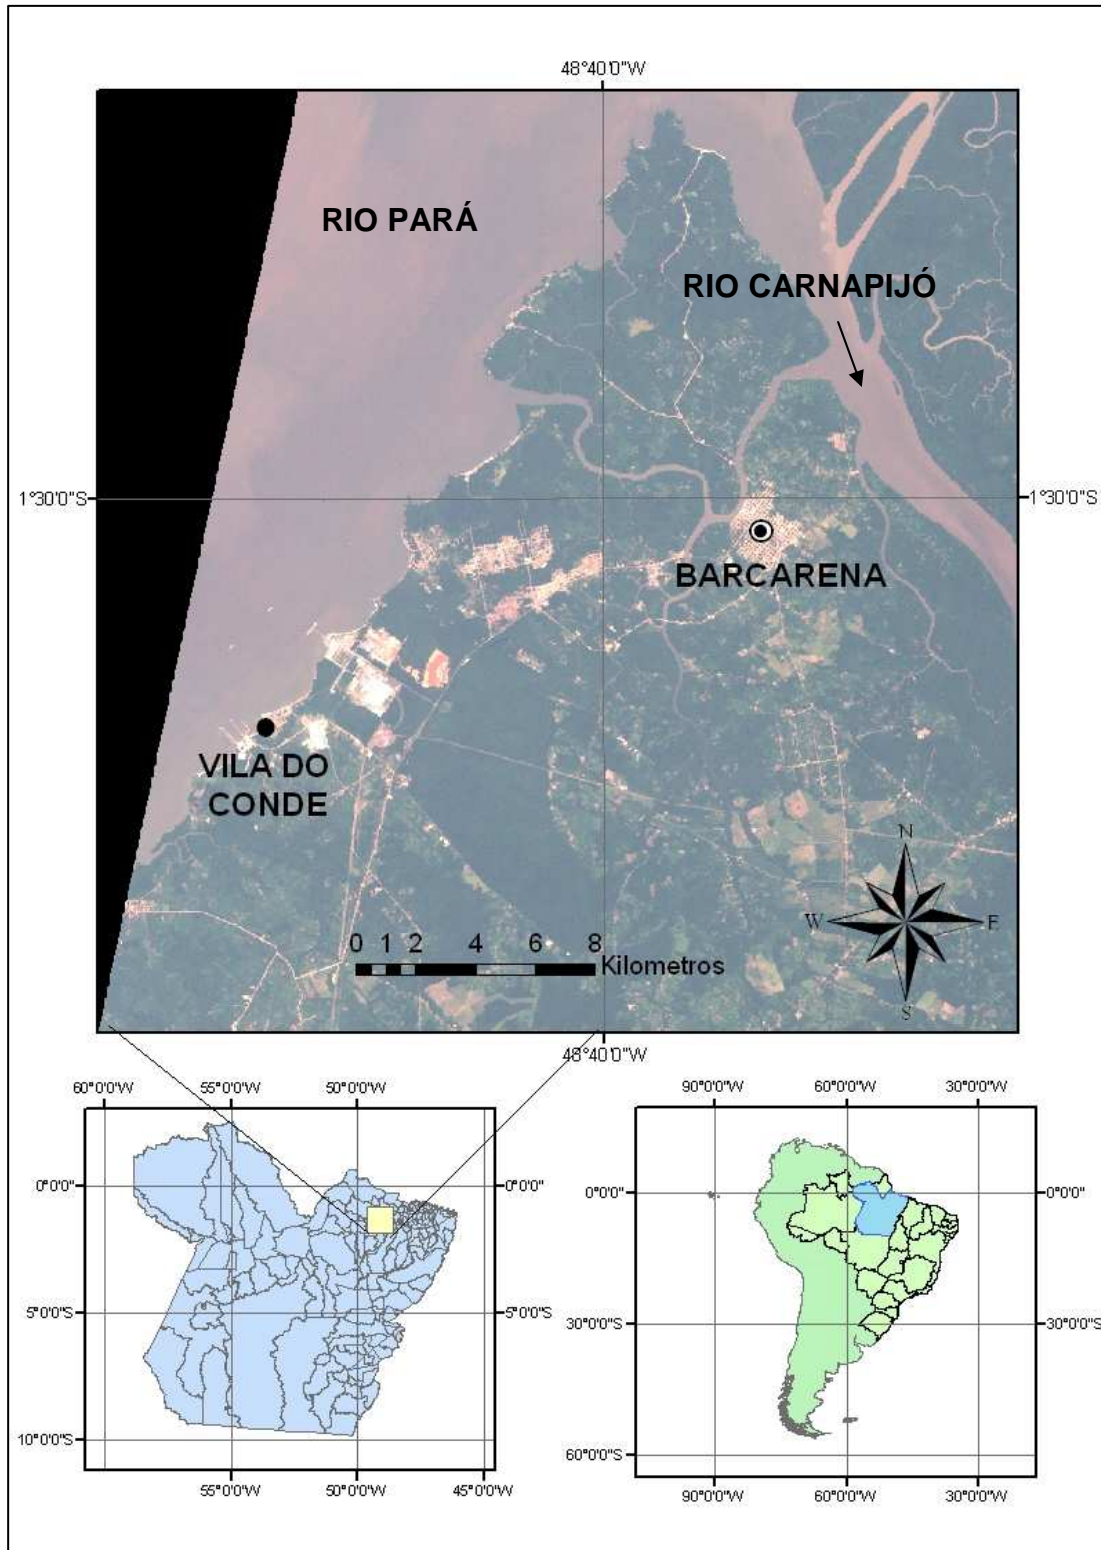 48°40'0"W
RIO PARÁ
RIO CARNAPIJÓ
1°30'0"S
1°30'0"S
BARCARENA
VILA DO
CONDE
N
W
E
S
0 1 2 4 6 8
Kilometros
48°40'0"W
60°0'0"W 55°0'0"W 50°0'0"W
0°0'0"
0°0'0"
5°0'0"S
5°0'0"S
10°0'0"S
55°0'0"W 50°0'0"W 45°0'0"W
90°0'0"W 60°0'0"W 30°0'0"W
0°0'0"
0°0'0"
30°0'0"S
30°0'0"S
60°0'0"S
90°0'0"W 60°0'0"W 30°0'0"W